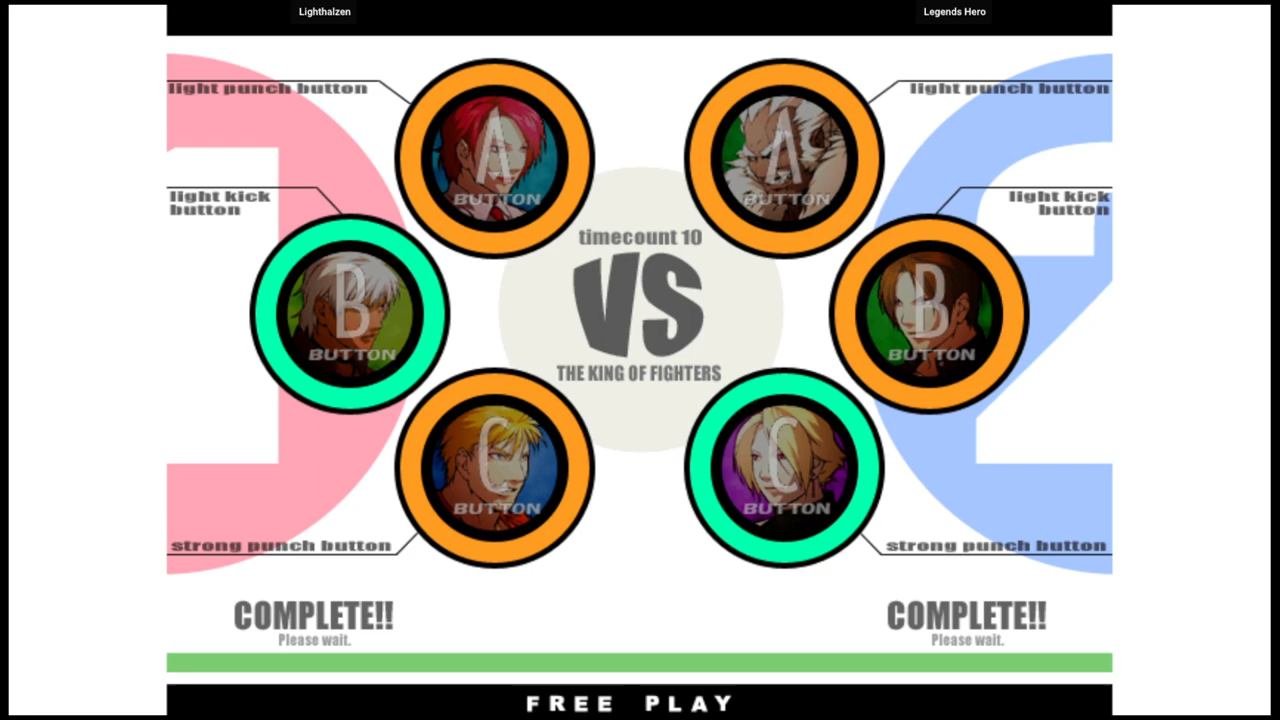 Lighthalzen
Legends Hero
light punch button
light punch button
A
BUTTON
A
BUTTON
light kick
button
light kick
button
timecount 10
VS
THE KING OF FIGHTERS
B
BUTTON
B
BUTTON
C
BUTTON
C
BUTTON
strong punch button
strong punch button
COMPLETE!!
Please wait.
COMPLETE!!
Please wait.
FREE PLAY
1
2